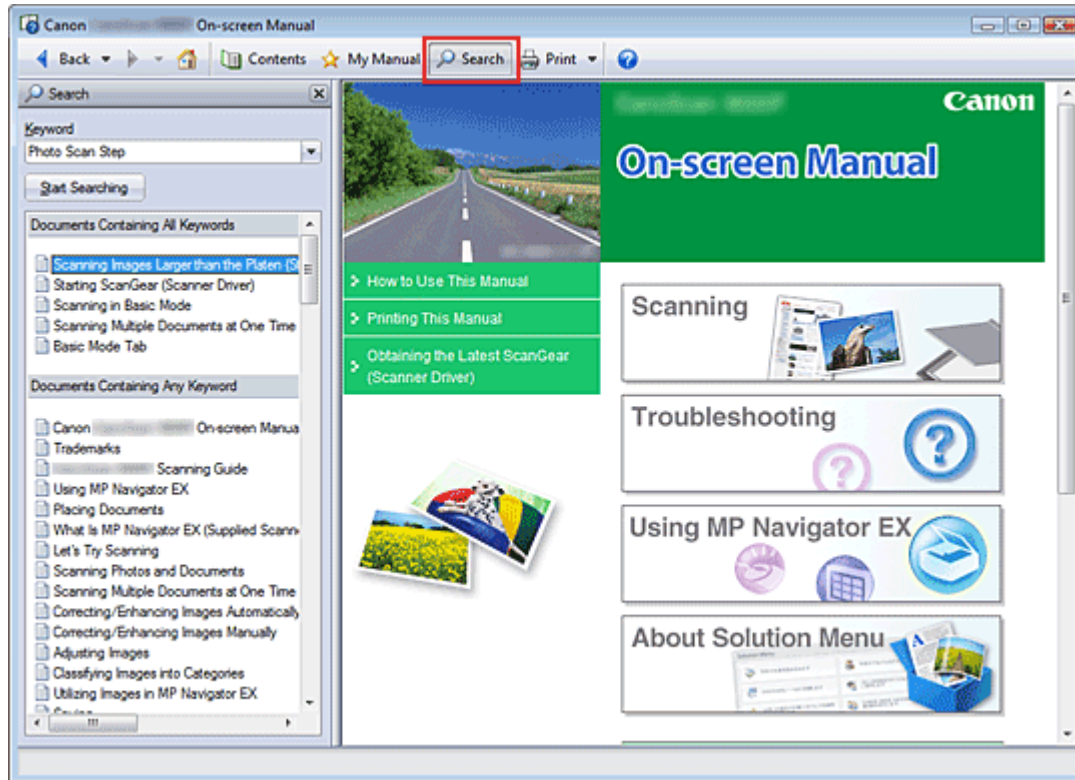 Canon On-screen Manual
Back Contents My Manual Search Print
Search
Keyword
Photo Scan Step
Start Searching
Documents Containing All Keywords
Scanning Images Larger than the Platen (S
Starting ScanGear (Scanner Driver)
Scanning in Basic Mode
Scanning Multiple Documents at One Time
Basic Mode Tab
Documents Containing Any Keyword
Canon On-screen Manua
Trademarks
Scanning Guide
Using MP Navigator EX
Placing Documents
What Is MP Navigator EX (Supplied Scann
Let's Try Scanning
Scanning Photos and Documents
Scanning Multiple Documents at One Time
Correcting/Enhancing Images Automatically
Correcting/Enhancing Images Manually
Adjusting Images
Classifying Images into Categories
Utilizing Images in MP Navigator EX
Canon
On-screen Manual
How to Use This Manual
Printing This Manual
Obtaining the Latest ScanGear
(Scanner Driver)
Scanning
Troubleshooting
Using MP Navigator EX
About Solution Menu
Solution Menu